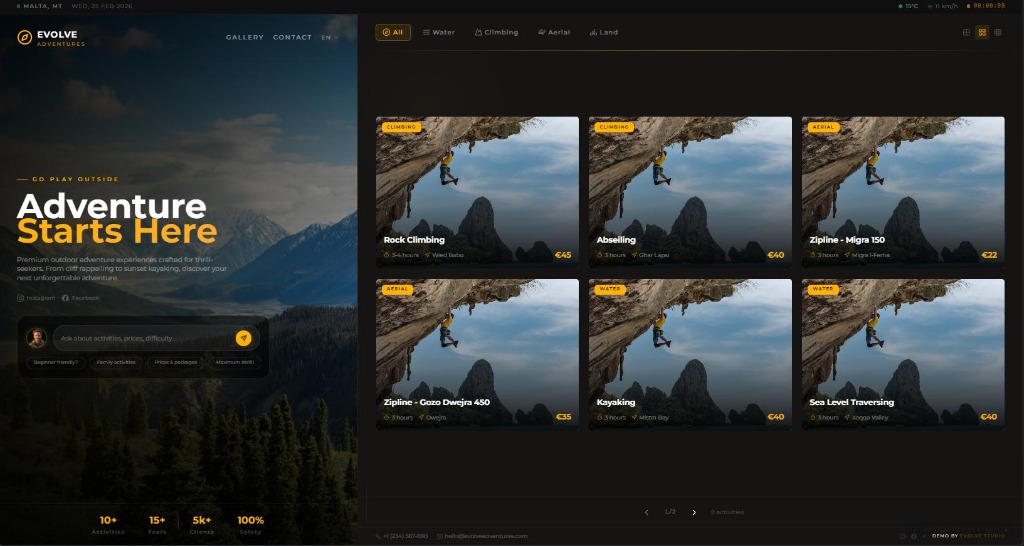 MALTA, MT WED, 25 FEB 2026
15°C 11 km/h
EVOLVE
ADVENTURES
GALLERY CONTACT EN
All Water Climbing Aerial Land
GO PLAY OUTSIDE
Adventure
Starts Here
Premium outdoor adventure experiences crafted for thrill-
seekers. From cliff rappelling to sunset kayaking, discover your
next unforgettable adventure.
Instagram Facebook
Ask about activities, prices, difficulty...
Beginner friendly? Family activities Prices & packages Maximum thrill!
10+ 15+ 5k+ 100%
Activities Years Clients Safety
CLIMBING
Rock Climbing
3-4 hours Wied Babu €45
CLIMBING
Abseiling
3 hours Ghar Lapsi €40
AERIAL
Zipline - Migra 150
3 hours Migra l-Ferha €22
AERIAL
Zipline - Gozo Dwejra 450
3 hours Dwejra €35
WATER
Kayaking
3 hours Mistra Bay €40
WATER
Sea Level Traversing
3 hours Xaqqa Valley €40
1/2 9 activities
hello@evolveadventures.com
DEMO BY EVOLVE STUDIO